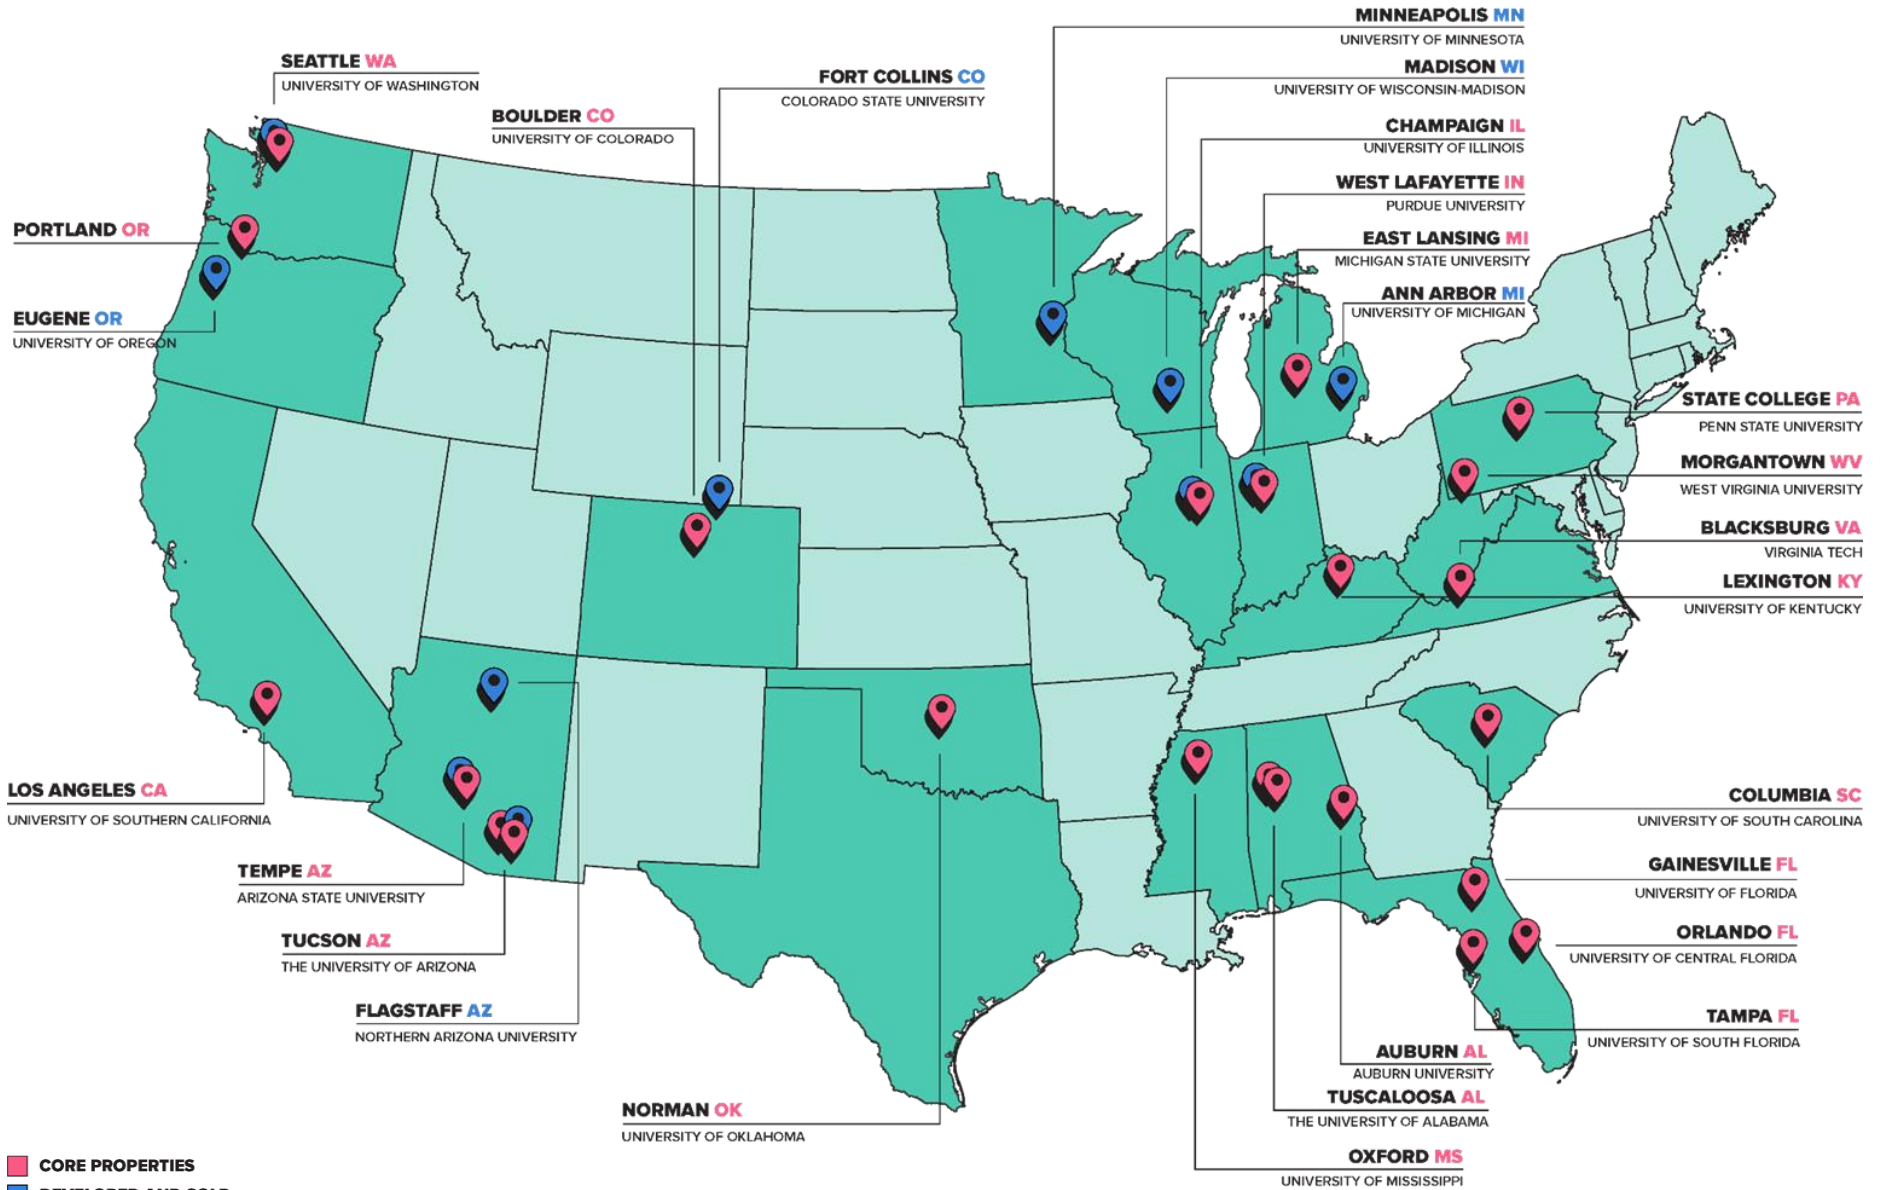 MINNEAPOLIS MN
UNIVERSITY OF MINNESOTA
SEATTLE WA
UNIVERSITY OF WASHINGTON
FORT COLLINS CO
COLORADO STATE UNIVERSITY
MADISON WI
UNIVERSITY OF WISCONSIN-MADISON
BOULDER CO
UNIVERSITY OF COLORADO
CHAMPAIGN IL
UNIVERSITY OF ILLINOIS
WEST LAFAYETTE IN
PURDUE UNIVERSITY
PORTLAND OR
EAST LANSING MI
MICHIGAN STATE UNIVERSITY
ANN ARBOR MI
UNIVERSITY OF MICHIGAN
EUGENE OR
UNIVERSITY OF OREGON
STATE COLLEGE PA
PENN STATE UNIVERSITY
MORGANTOWN WV
WEST VIRGINIA UNIVERSITY
BLACKSBURG VA
VIRGINIA TECH
LEXINGTON KY
UNIVERSITY OF KENTUCKY
LOS ANGELES CA
UNIVERSITY OF SOUTHERN CALIFORNIA
COLUMBIA SC
UNIVERSITY OF SOUTH CAROLINA
TEMPE AZ
ARIZONA STATE UNIVERSITY
GAINESVILLE FL
UNIVERSITY OF FLORIDA
TUCSON AZ
THE UNIVERSITY OF ARIZONA
ORLANDO FL
UNIVERSITY OF CENTRAL FLORIDA
FLAGSTAFF AZ
NORTHERN ARIZONA UNIVERSITY
TAMPA FL
UNIVERSITY OF SOUTH FLORIDA
AUBURN AL
AUBURN UNIVERSITY
TUSCALOOSA AL
THE UNIVERSITY OF ALABAMA
NORMAN OK
UNIVERSITY OF OKLAHOMA
OXFORD MS
UNIVERSITY OF MISSISSIPPI
CORE PROPERTIES